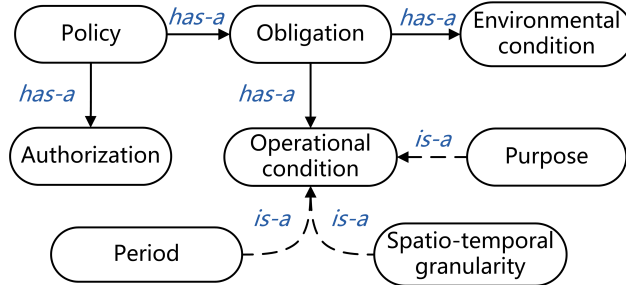 Policy
has-a
Obligation
has-a
Environmental
condition
has-a
has-a
Authorization
Operational
condition
is-a
Purpose
is-a
is-a
Period
Spatio-temporal
granularity